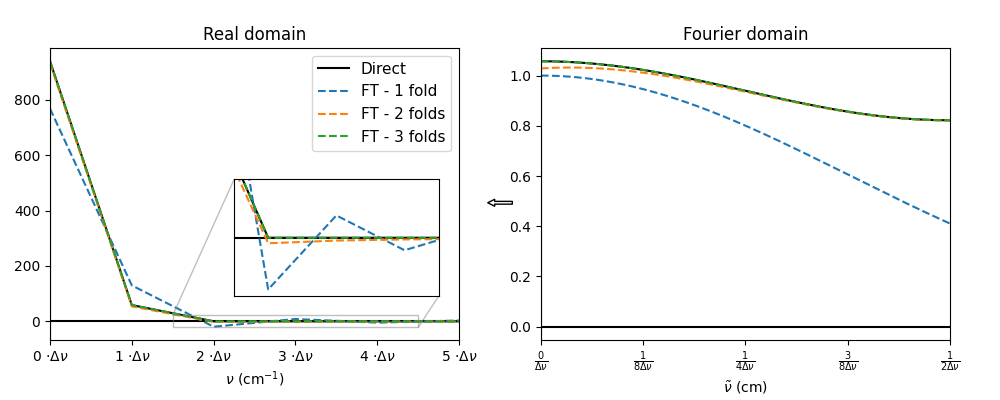 Real domain
800
600
400
200
0
Direct
FT - 1 fold
FT - 2 folds
FT - 3 folds
0 ·Δν 1 ·Δν 2 ·Δν 3 ·Δν 4 ·Δν 5 ·Δν
ν (cm⁻¹)
⇦
Fourier domain
1.0
0.8
0.6
0.4
0.2
0.0
0/Δν 1/8Δν 1/4Δν 3/8Δν 1/2Δν
ν̃ (cm)